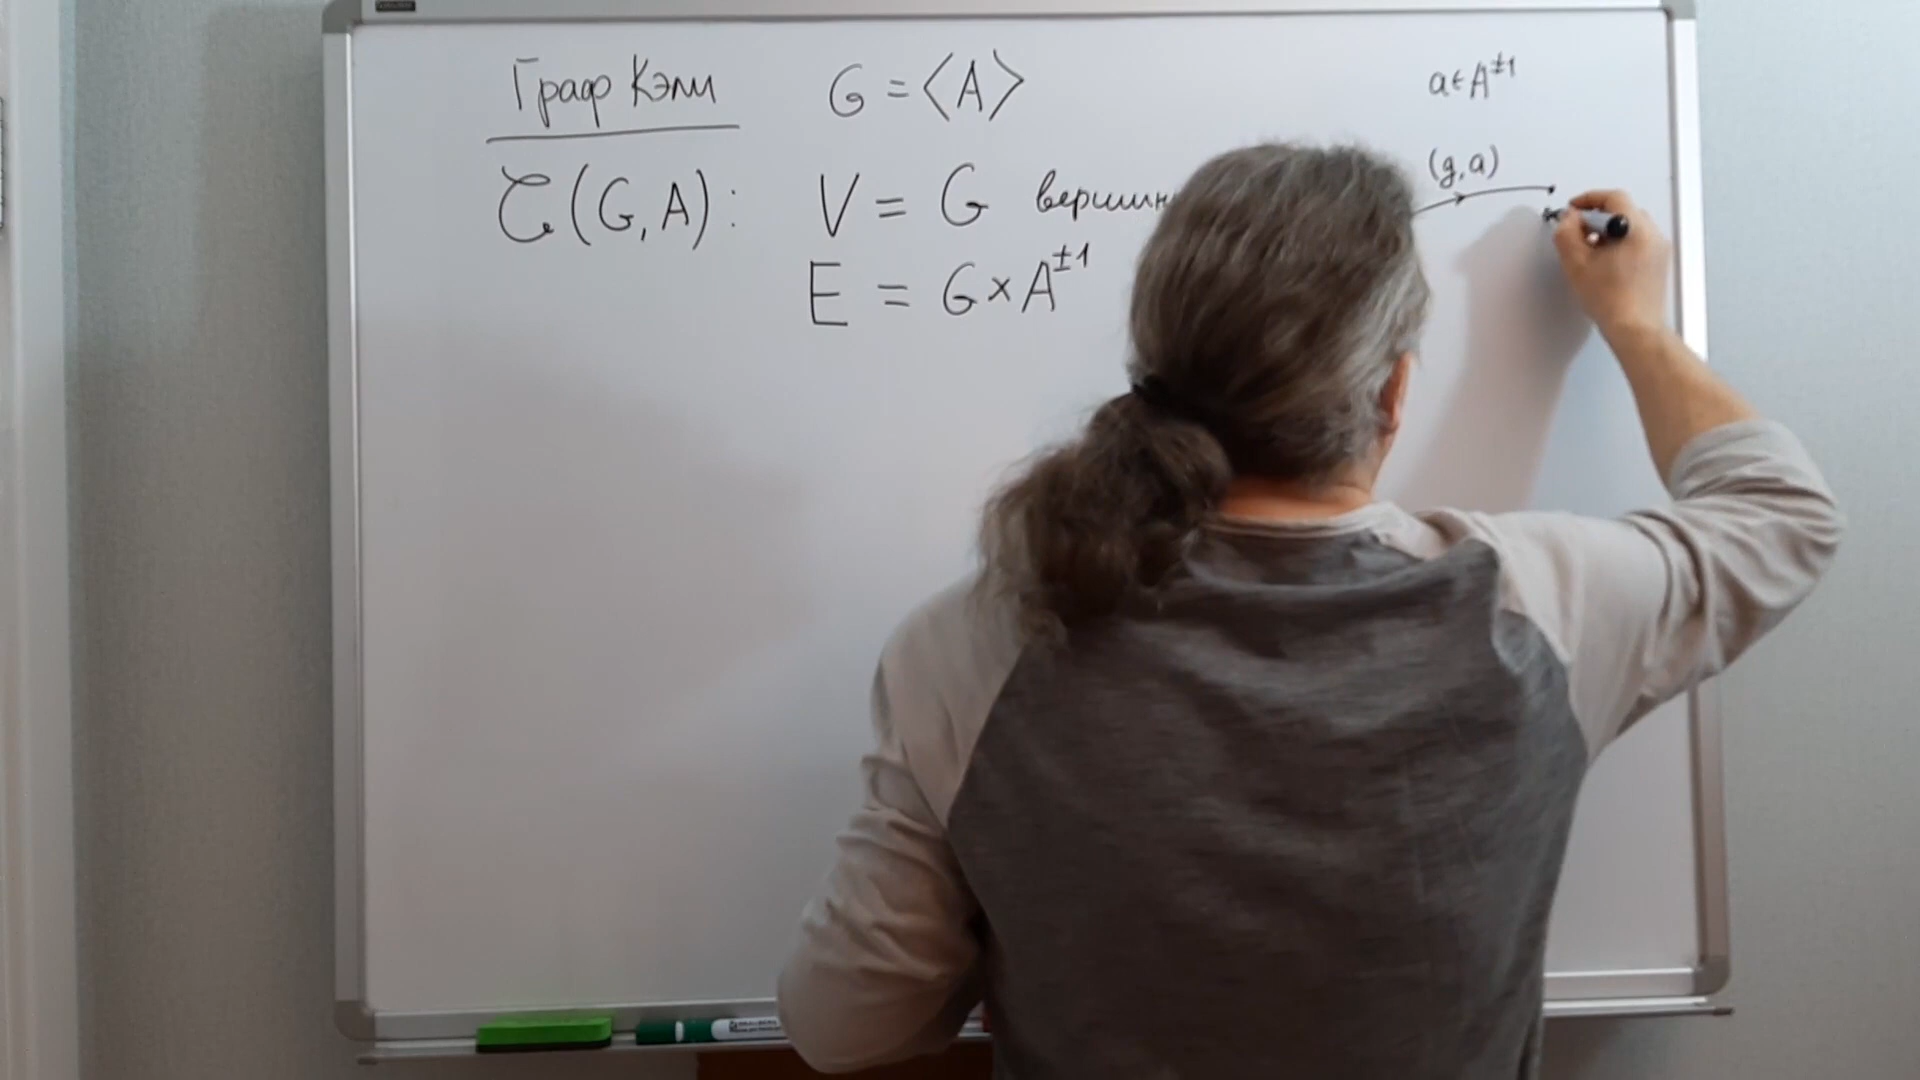 Граф Кэли G = ⟨A⟩ a ∈ A^{±1}
(g, a)
𝒞(G, A): V = G вершин
E = G × A^{±1}